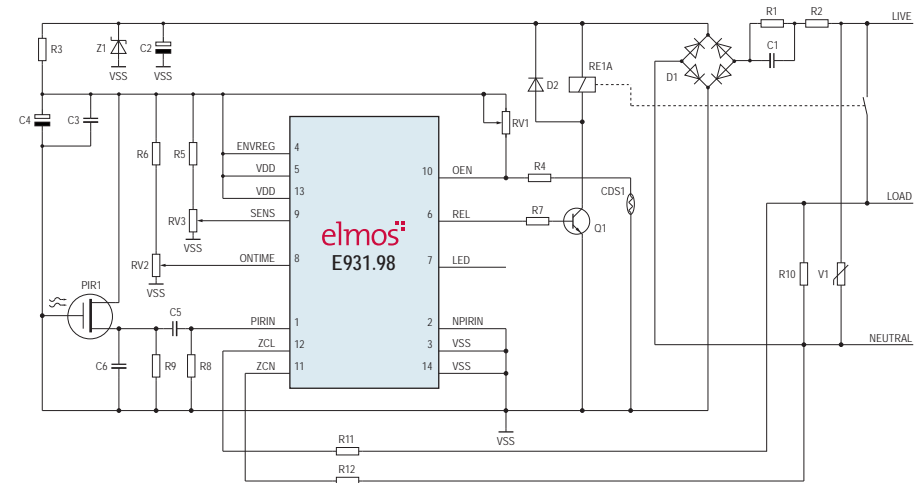 R1
R2
LIVE
R3
Z1
C2
C1
VSS
VSS
RE1A
D1
D2
C4
C3
RV1
R6
R5
ENVREG
4
VDD
5
VDD
13
SENS
9
ONTIME
8
PIRIN
1
ZCL
12
ZCN
11
elmos
E931.98
10
OEN
6
REL
7
LED
2
NPIRIN
3
VSS
14
VSS
R4
CDS1
R7
Q1
LOAD
RV3
VSS
RV2
VSS
R10
V1
PIR1
C5
NEUTRAL
C6
R9
R8
VSS
R11
R12